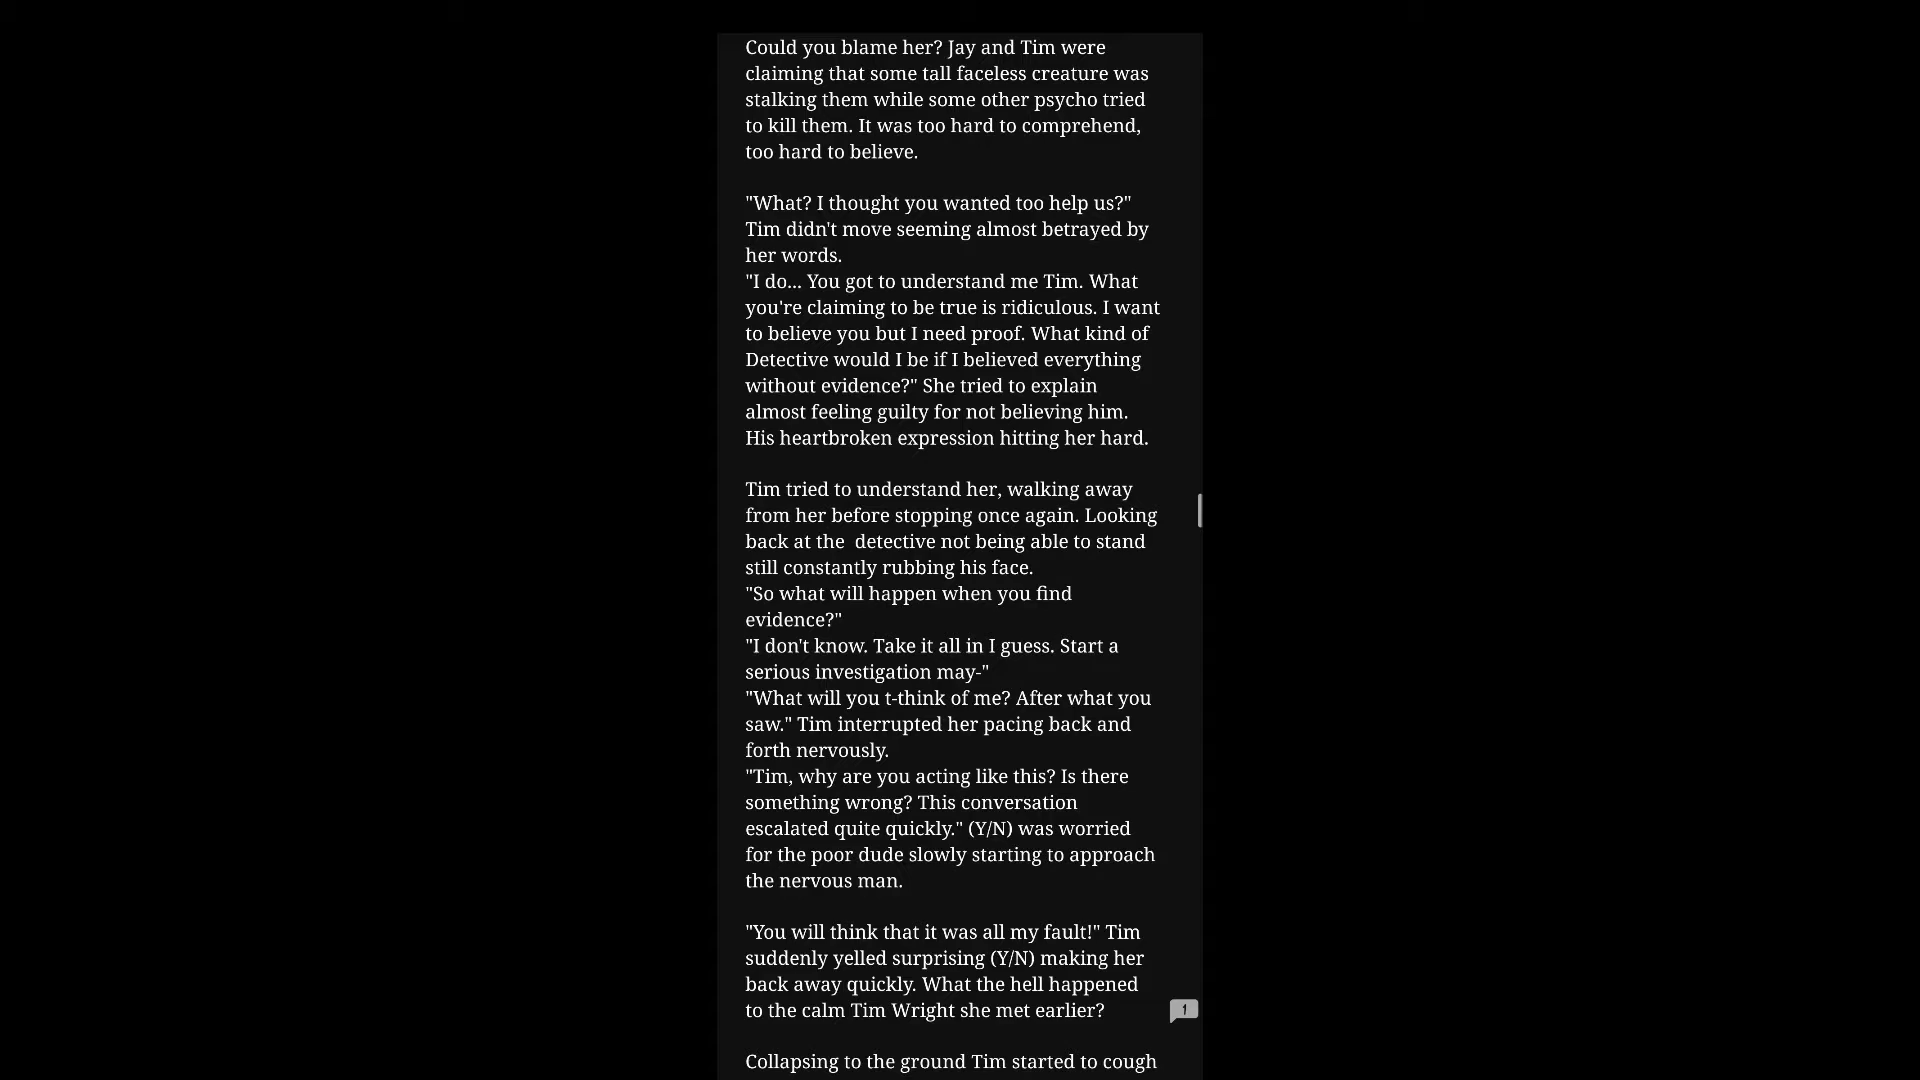 Could you blame her? Jay and Tim were
claiming that some tall faceless creature was
stalking them while some other psycho tried
to kill them. It was too hard to comprehend,
too hard to believe.
"What? I thought you wanted too help us?"
Tim didn't move seeming almost betrayed by
her words.
"I do... You got to understand me Tim. What
you're claiming to be true is ridiculous. I want
to believe you but I need proof. What kind of
Detective would I be if I believed everything
without evidence?" She tried to explain
almost feeling guilty for not believing him.
His heartbroken expression hitting her hard.
Tim tried to understand her, walking away
from her before stopping once again. Looking
back at the  detective not being able to stand
still constantly rubbing his face.
"So what will happen when you find
evidence?"
"I don't know. Take it all in I guess. Start a
serious investigation may-"
"What will you t-think of me? After what you
saw." Tim interrupted her pacing back and
forth nervously.
"Tim, why are you acting like this? Is there
something wrong? This conversation
escalated quite quickly." (Y/N) was worried
for the poor dude slowly starting to approach
the nervous man.
"You will think that it was all my fault!" Tim
suddenly yelled surprising (Y/N) making her
back away quickly. What the hell happened
to the calm Tim Wright she met earlier?
1
Collapsing to the ground Tim started to cough